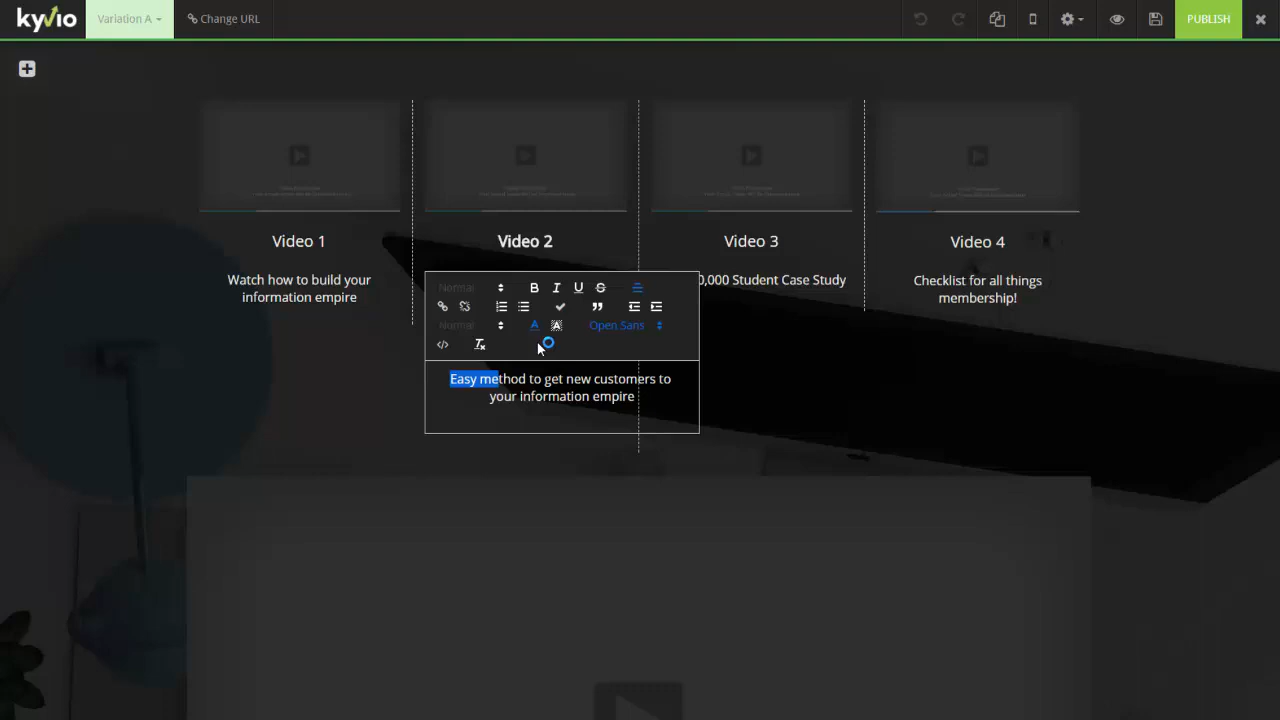 kyvio Variation A Change URL PUBLISH
Video 1 Video 2 Video 3 Video 4
Watch how to build your
information empire
0,000 Student Case Study
Checklist for all things
membership!
Normal B I U S
Normal A A Open Sans
Easy method to get new customers to
your information empire